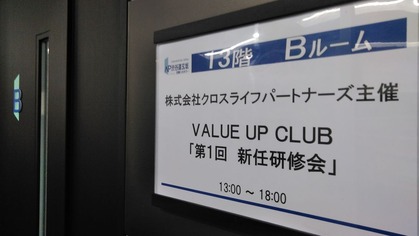 13階 Bルーム
株式会社クロスライフパートナーズ主催
VALUE UP CLUB
「第1回 新任研修会」
13:00 ～ 18:00